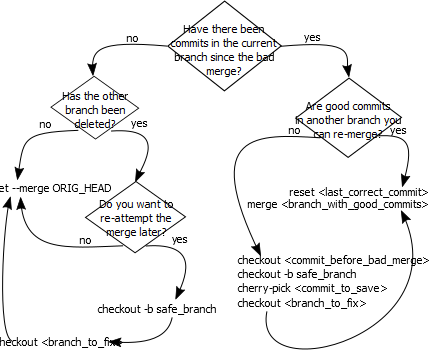 Have there been
commits in the current
branch since the bad
merge?
no
yes
Has the other
branch been
deleted?
no
yes
Are good commits
in another branch you
can re-merge?
no
yes
et --merge ORIG_HEAD
Do you want to
re-attempt the
merge later?
no
yes
reset <last_correct_commit>
merge <branch_with_good_commits>
checkout <commit_before_bad_merge>
checkout -b safe_branch
cherry-pick <commit_to_save>
checkout <branch_to_fix>
checkout -b safe_branch
checkout <branch_to_fix>